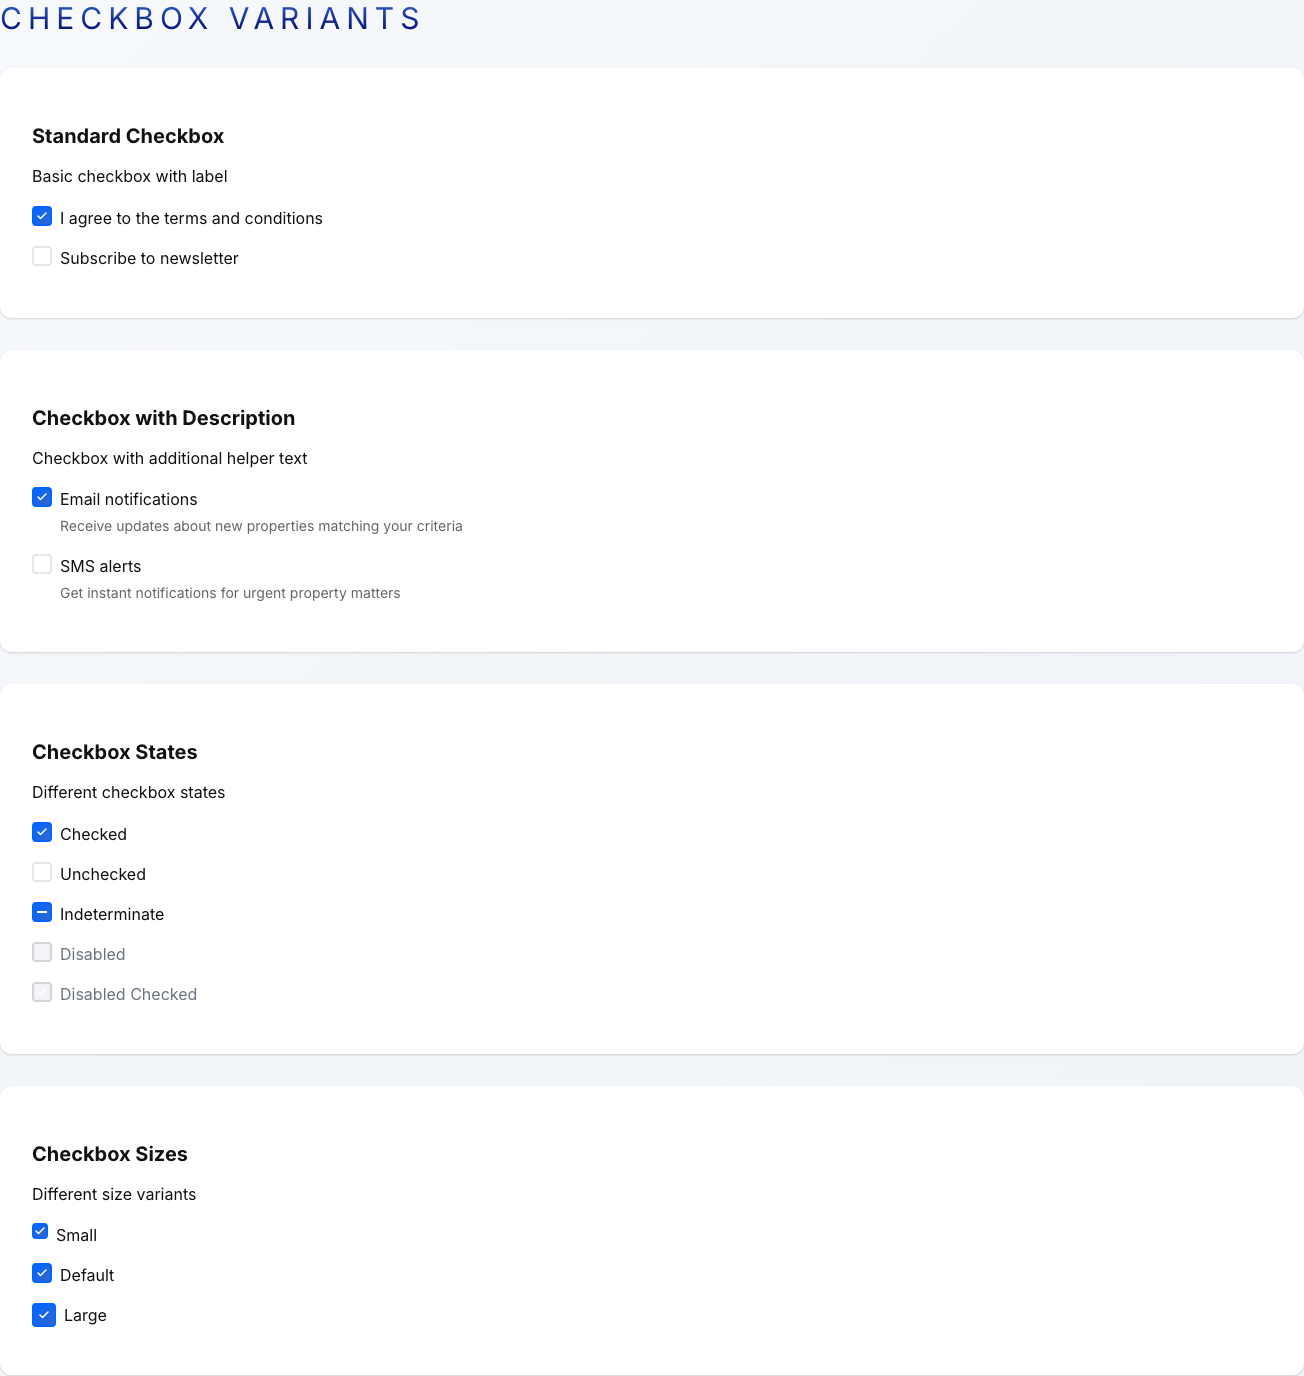 CHECKBOX VARIANTS
Standard Checkbox
Basic checkbox with label
I agree to the terms and conditions
Subscribe to newsletter
Checkbox with Description
Checkbox with additional helper text
Email notifications
Receive updates about new properties matching your criteria
SMS alerts
Get instant notifications for urgent property matters
Checkbox States
Different checkbox states
Checked
Unchecked
Indeterminate
Disabled
Disabled Checked
Checkbox Sizes
Different size variants
Small
Default
Large